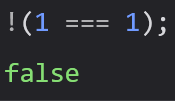 !(1 === 1);
false